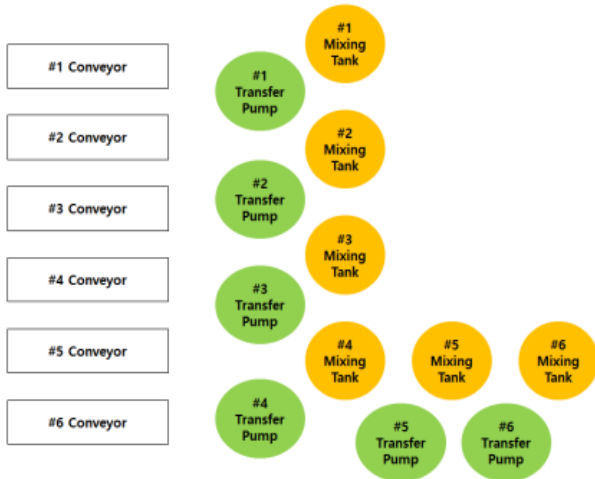 #1 Conveyor
#2 Conveyor
#3 Conveyor
#4 Conveyor
#5 Conveyor
#6 Conveyor
#1
Transfer
Pump
#2
Transfer
Pump
#3
Transfer
Pump
#4
Transfer
Pump
#1
Mixing
Tank
#2
Mixing
Tank
#3
Mixing
Tank
#4
Mixing
Tank
#5
Mixing
Tank
#6
Mixing
Tank
#5
Transfer
Pump
#6
Transfer
Pump